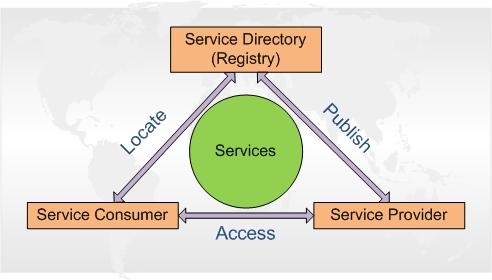 Service Directory
(Registry)
Locate
Publish
Services
Service Consumer
Service Provider
Access